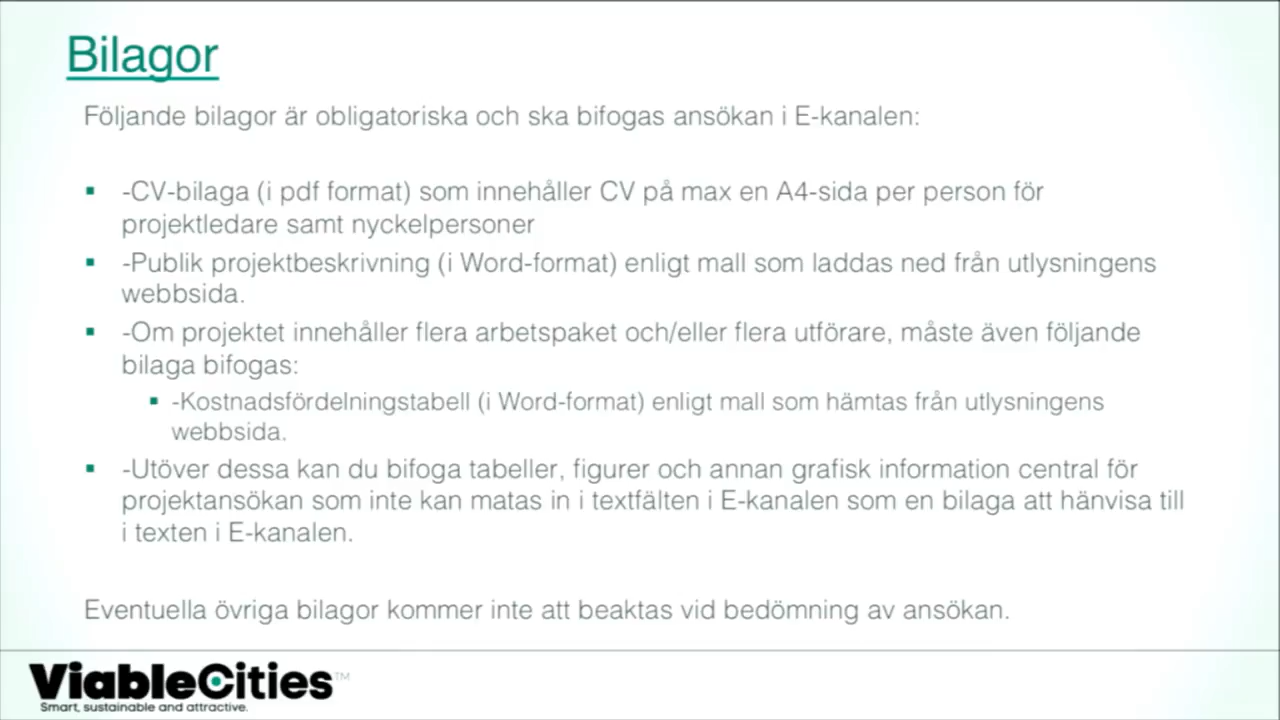 Bilagor
Följande bilagor är obligatoriska och ska bifogas ansökan i E-kanalen:
-CV-bilaga (i pdf format) som innehåller CV på max en A4-sida per person för
projektledare samt nyckelpersoner
-Publik projektbeskrivning (i Word-format) enligt mall som laddas ned från utlysningens
webbsida.
-Om projektet innehåller flera arbetspaket och/eller flera utförare, måste även följande
bilaga bifogas:
-Kostnadsfördelningstabell (i Word-format) enligt mall som hämtas från utlysningens
webbsida.
-Utöver dessa kan du bifoga tabeller, figurer och annan grafisk information central för
projektansökan som inte kan matas in i textfälten i E-kanalen som en bilaga att hänvisa till
i texten i E-kanalen.
Eventuella övriga bilagor kommer inte att beaktas vid bedömning av ansökan.
ViableCities™
Smart, sustainable and attractive.